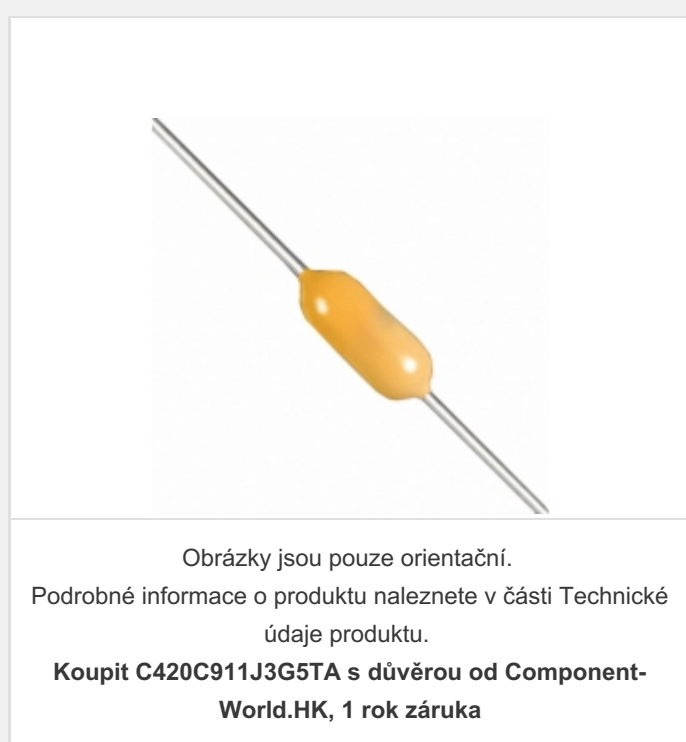 Obrázky jsou pouze orientační.
Podrobné informace o produktu naleznete v části Technické
údaje produktu.
Koupit C420C911J3G5TA s důvěrou od Component-
World.HK, 1 rok záruka